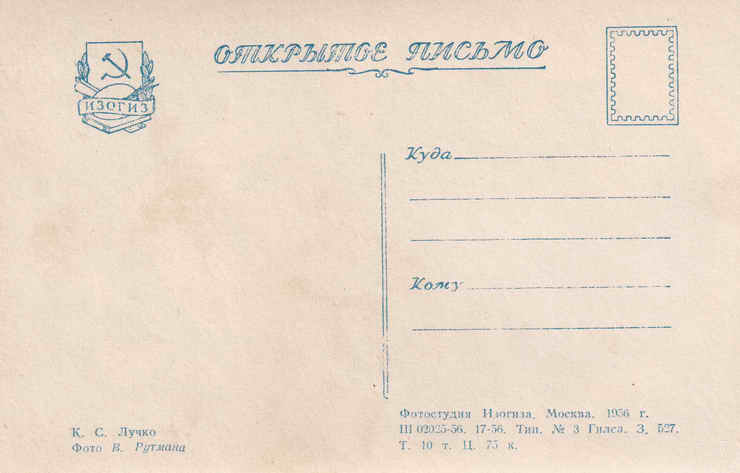 ОТКРЫТОЕ ПИСЬМО
ИЗОГИЗ
Куда
Кому
К. С. Лучко
Фото В. Рутмана
Фотостудия Изогиза, Москва. 1956 г.
Ш 02025-56. 17-56. Тип. № 3 Гилса. З. 527.
Т. 10 т. Ц. 75 к.